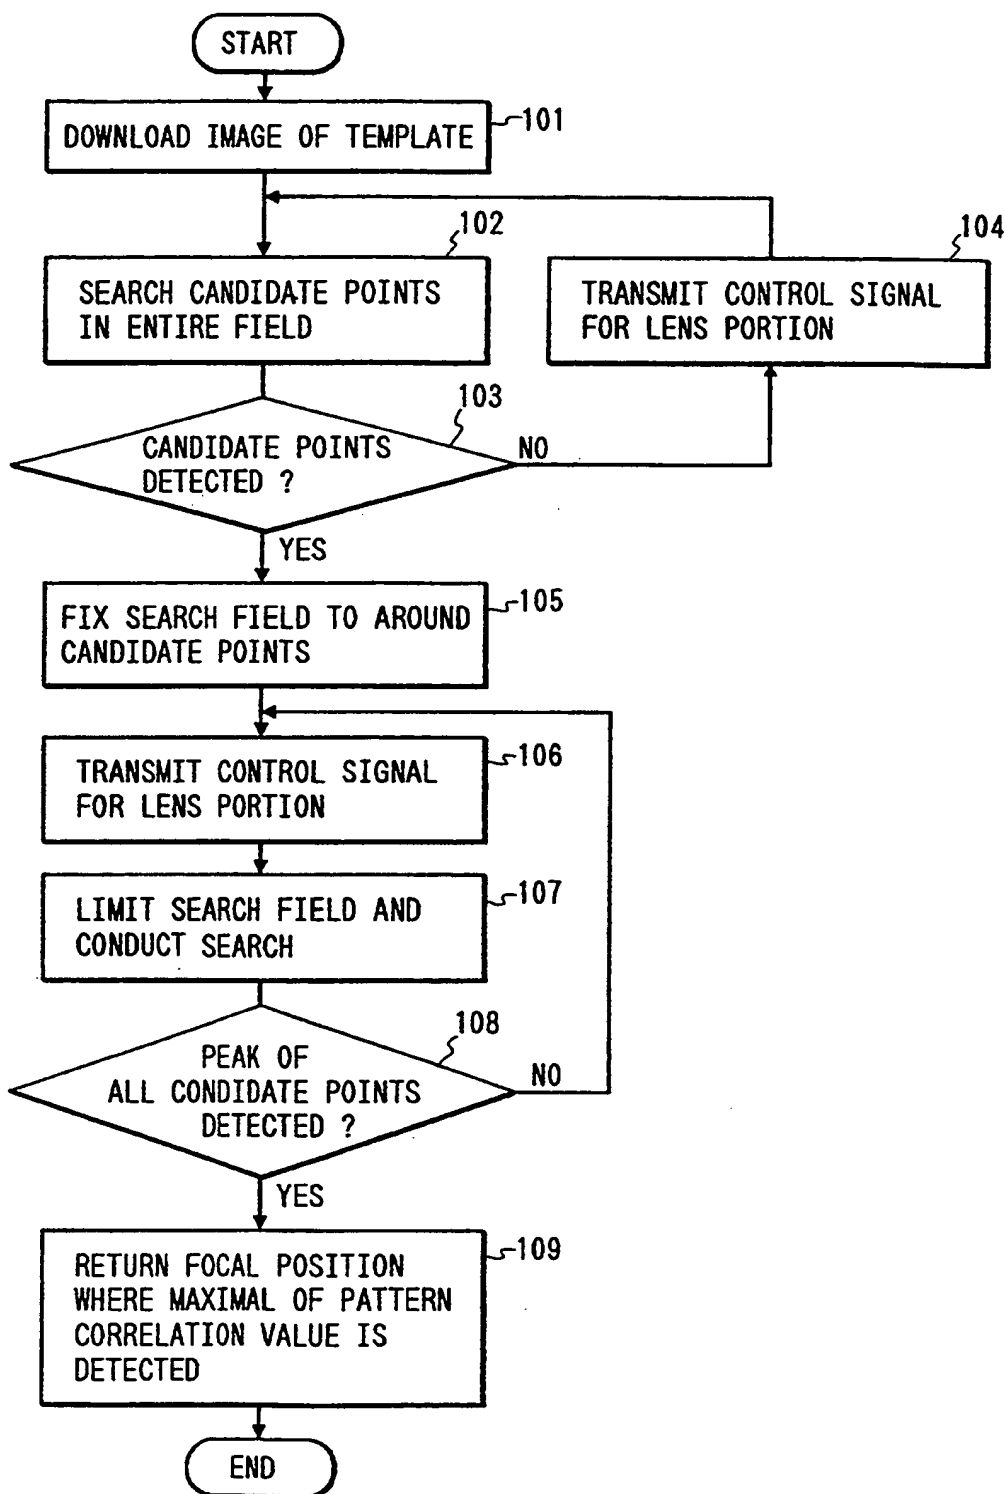 START
DOWNLOAD IMAGE OF TEMPLATE
101
102
SEARCH CANDIDATE POINTS
IN ENTIRE FIELD
104
TRANSMIT CONTROL SIGNAL
FOR LENS PORTION
103
CANDIDATE POINTS
DETECTED ?
NO
YES
105
FIX SEARCH FIELD TO AROUND
CANDIDATE POINTS
106
TRANSMIT CONTROL SIGNAL
FOR LENS PORTION
107
LIMIT SEARCH FIELD AND
CONDUCT SEARCH
108
PEAK OF
ALL CONDIDATE POINTS
DETECTED ?
NO
YES
109
RETURN FOCAL POSITION
WHERE MAXIMAL OF PATTERN
CORRELATION VALUE IS
DETECTED
END